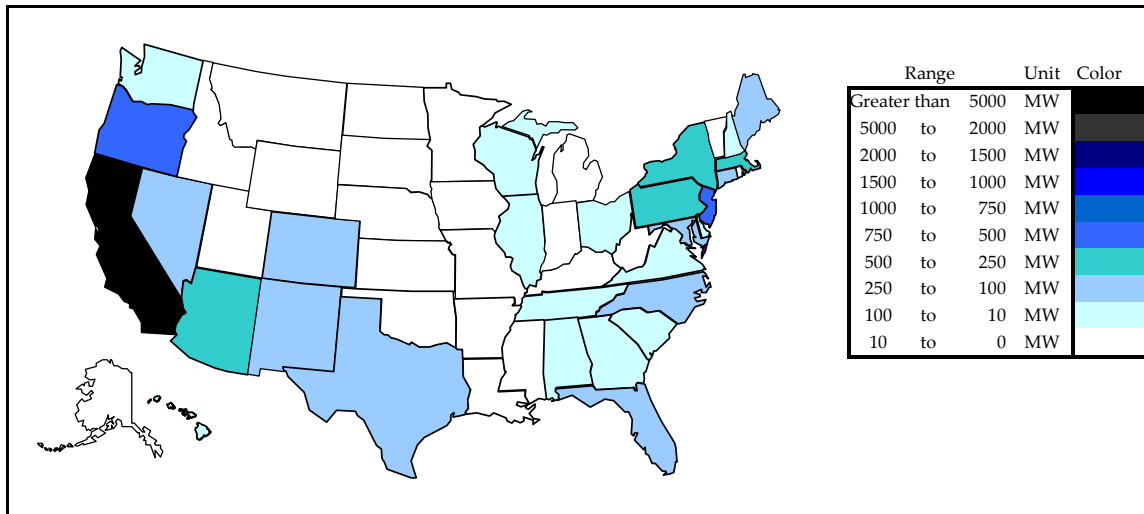 Range Unit Color
Greater than 5000 MW
5000 to 2000 MW
2000 to 1500 MW
1500 to 1000 MW
1000 to 750 MW
750 to 500 MW
500 to 250 MW
250 to 100 MW
100 to 10 MW
10 to 0 MW